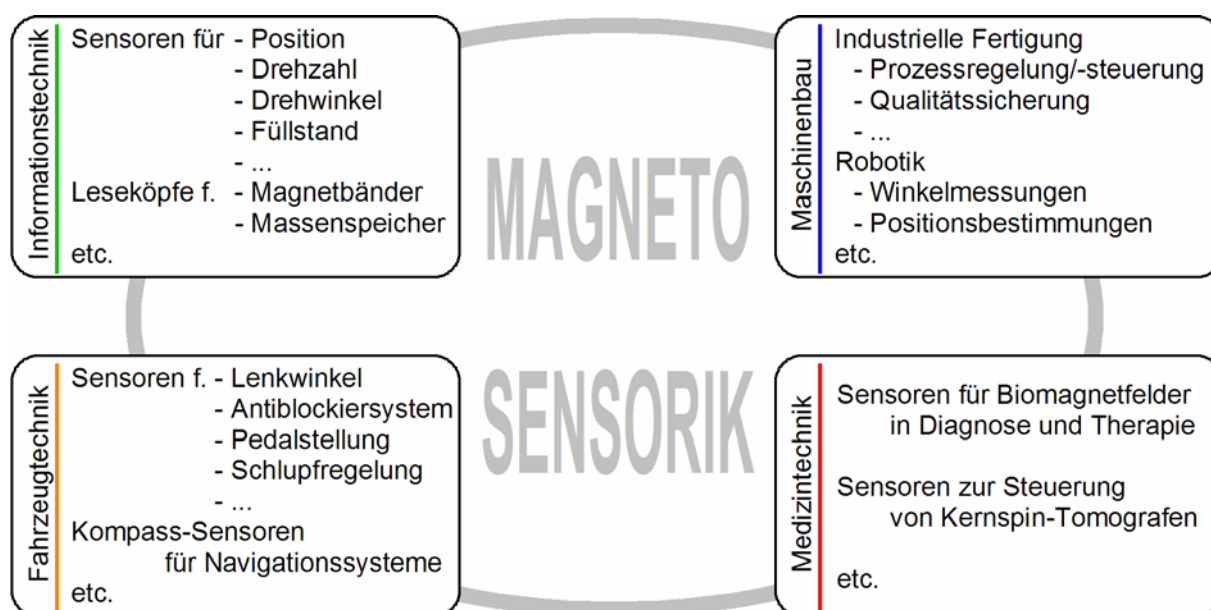 Informationstechnik
Sensoren für - Position
- Drehzahl
- Drehwinkel
- Füllstand
- ...
Leseköpfe f. - Magnetbänder
- Massenspeicher
etc.
Maschinenbau
Industrielle Fertigung
- Prozessregelung/-steuerung
- Qualitätssicherung
- ...
Robotik
- Winkelmessungen
- Positionsbestimmungen
etc.
MAGNETO
SENSORIK
Fahrzeugtechnik
Sensoren f. - Lenkwinkel
- Antiblockiersystem
- Pedalstellung
- Schlupfregelung
- ...
Kompass-Sensoren
für Navigationssysteme
etc.
Medizintechnik
Sensoren für Biomagnetfelder
in Diagnose und Therapie
Sensoren zur Steuerung
von Kernspin-Tomografen
etc.